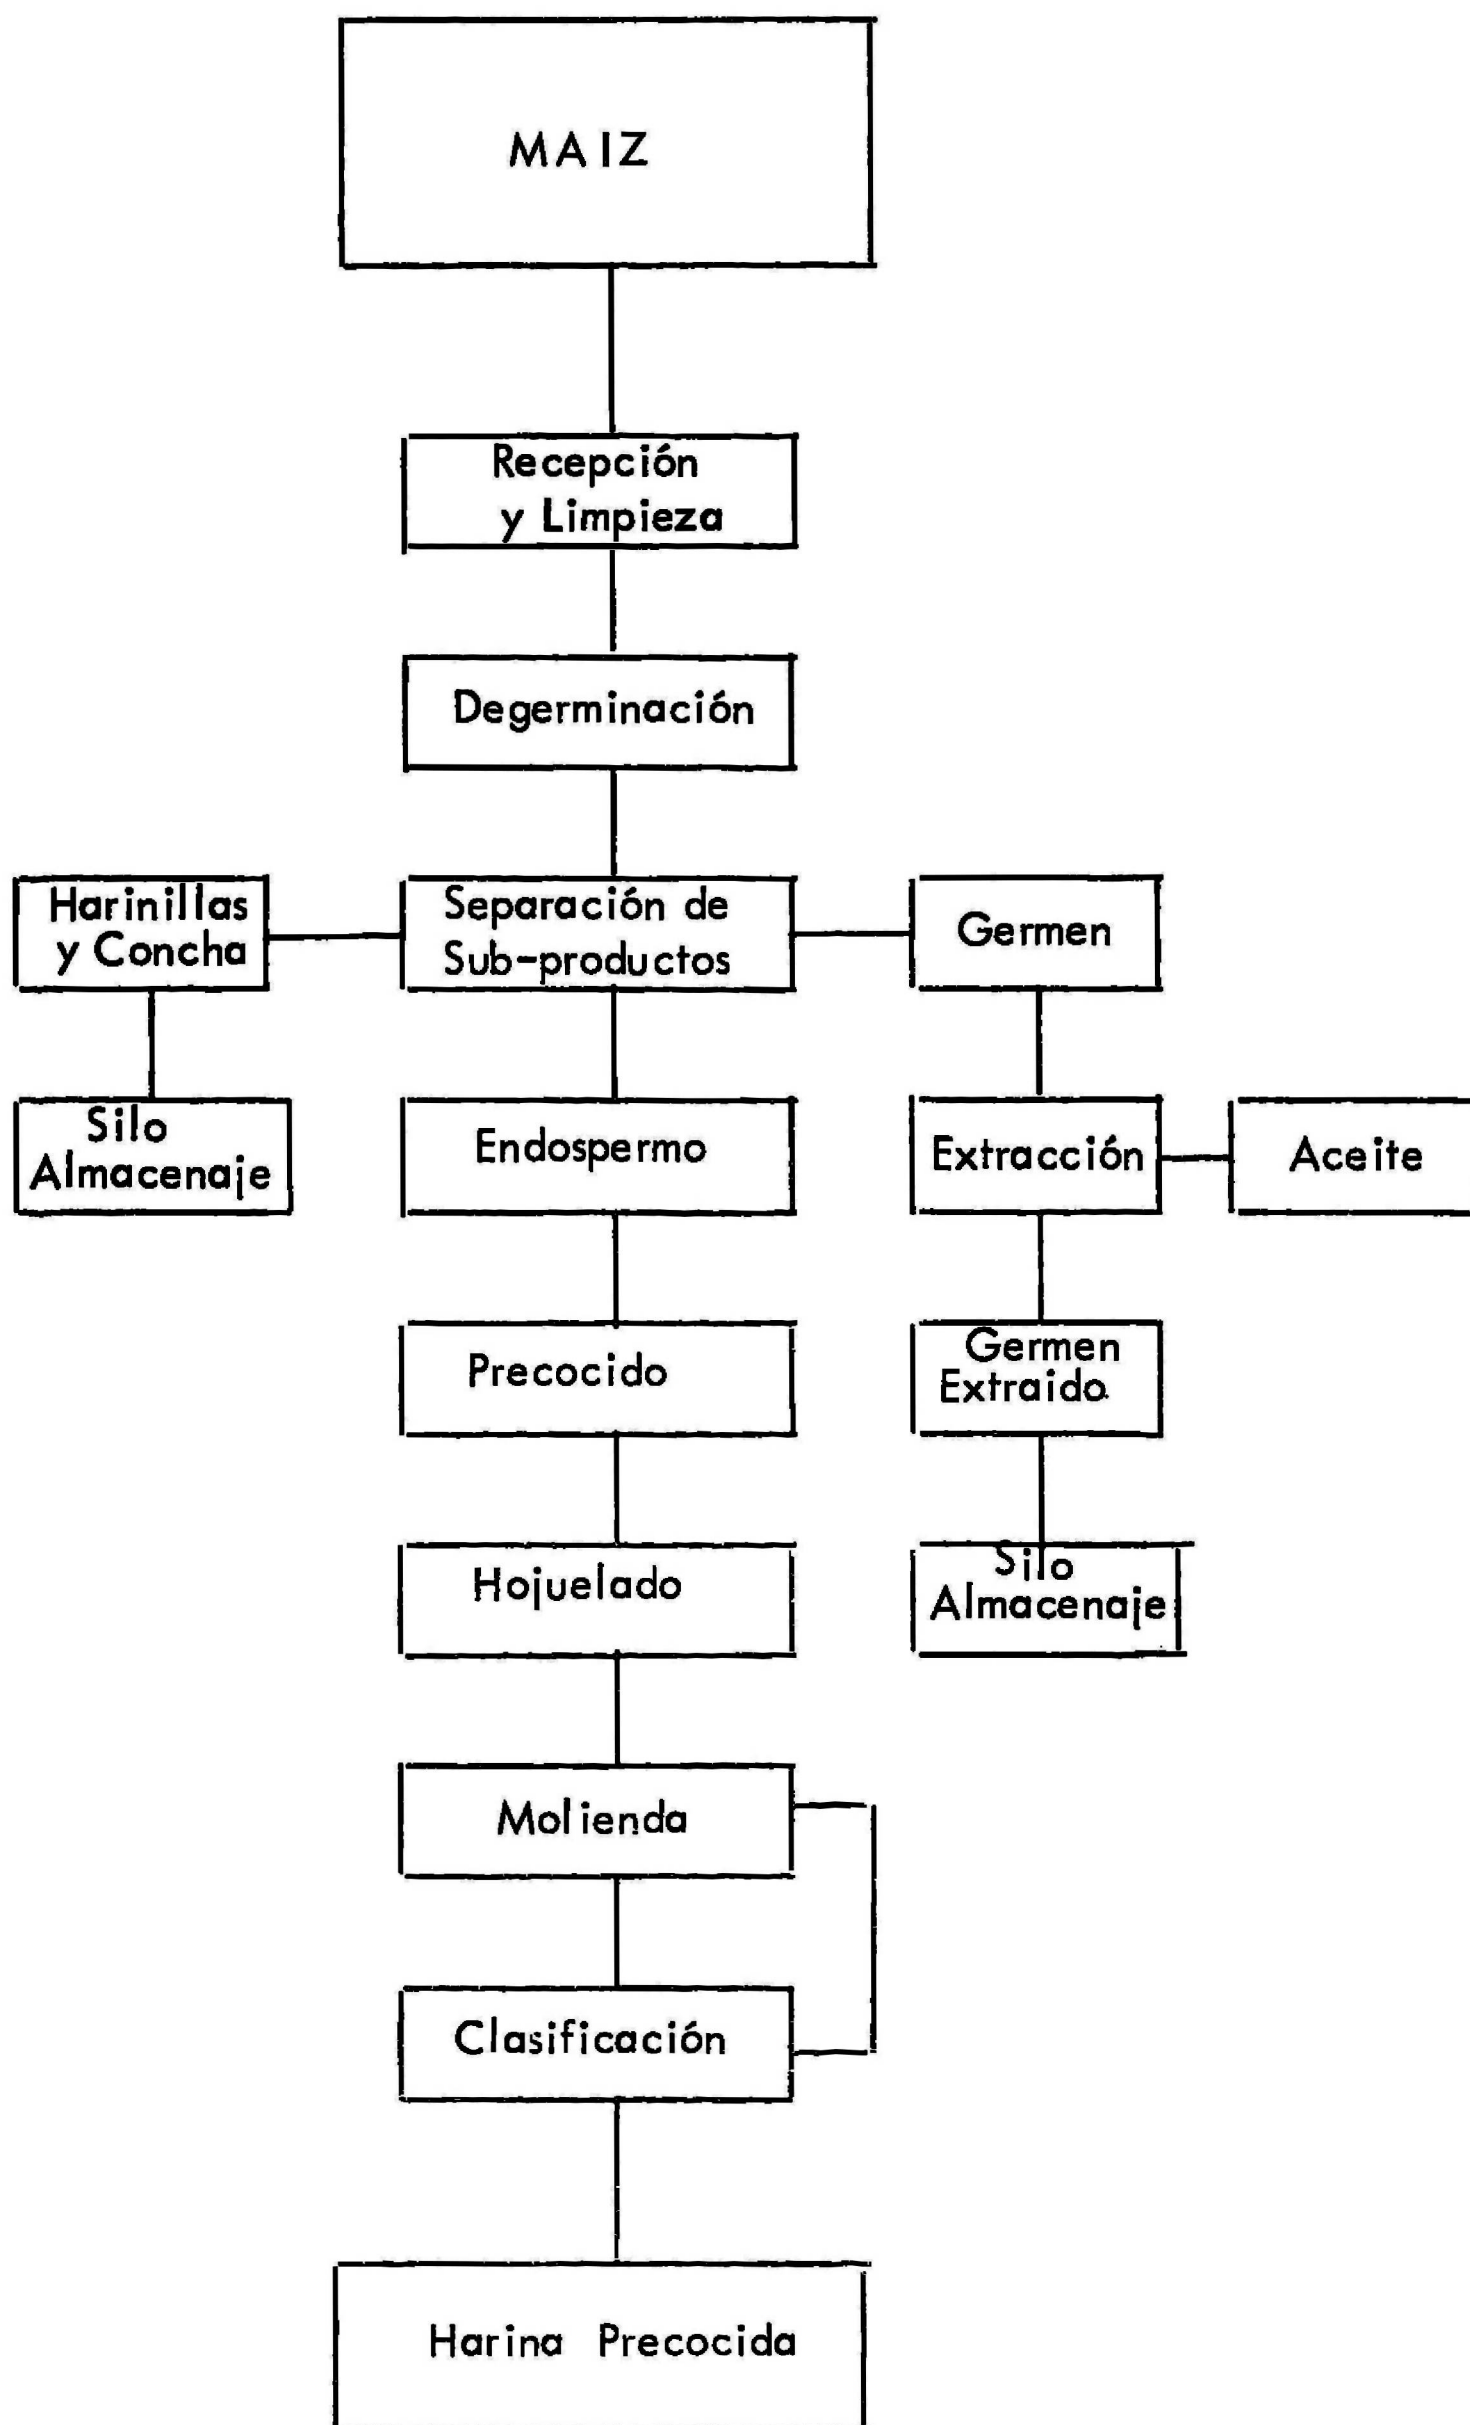 MAIZ
Recepción
y Limpieza
Degerminación
Harinillas
y Concha
Separación de
Sub-productos
Germen
Silo
Almacenaje
Endospermo
Extracción
Aceite
Precocido
Germen
Extraido
Hojuelado
Silo
Almacenaje
Molienda
Clasificación
Harina Precocida